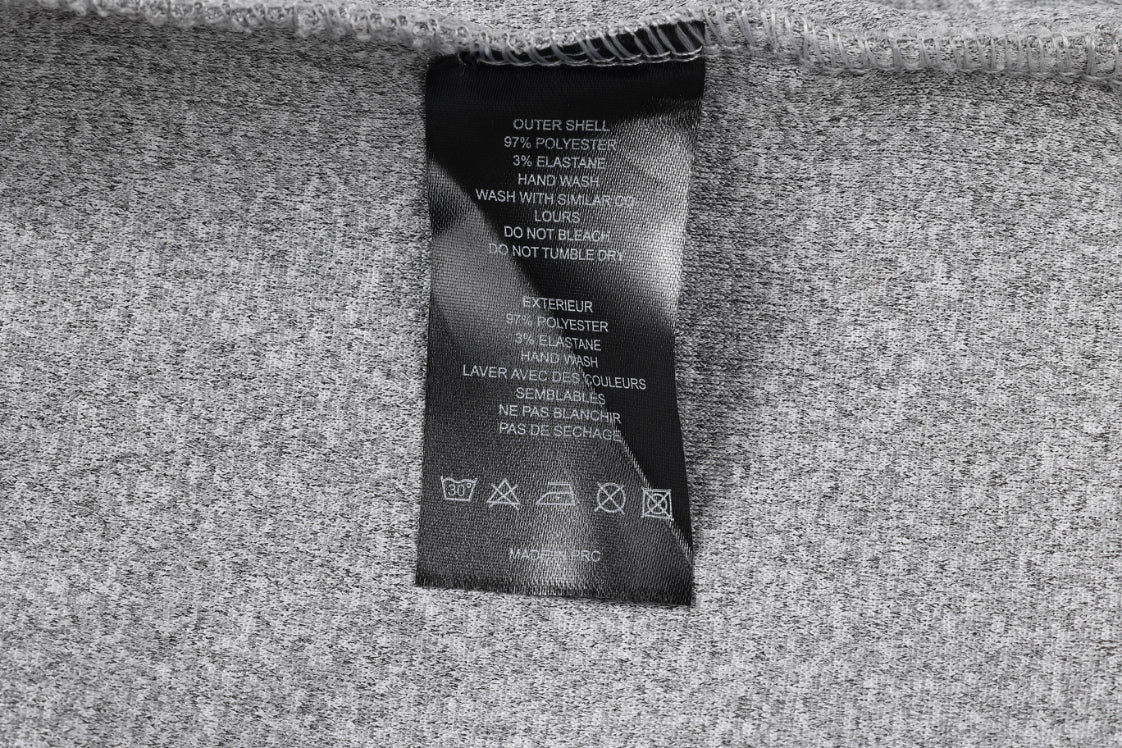 OUTER SHELL
97% POLYESTER
3% ELASTANE
HAND WASH
WASH WITH SIMILAR CO
LOURS
DO NOT BLEACH
DO NOT TUMBLE DRY
EXTERIEUR
97% POLYESTER
3% ELASTANE
HAND WASH
LAVER AVEC DES COULEURS
SEMBLABLES
NE PAS BLANCHIR
PAS DE SECHAGE
30°
MADE IN PRC